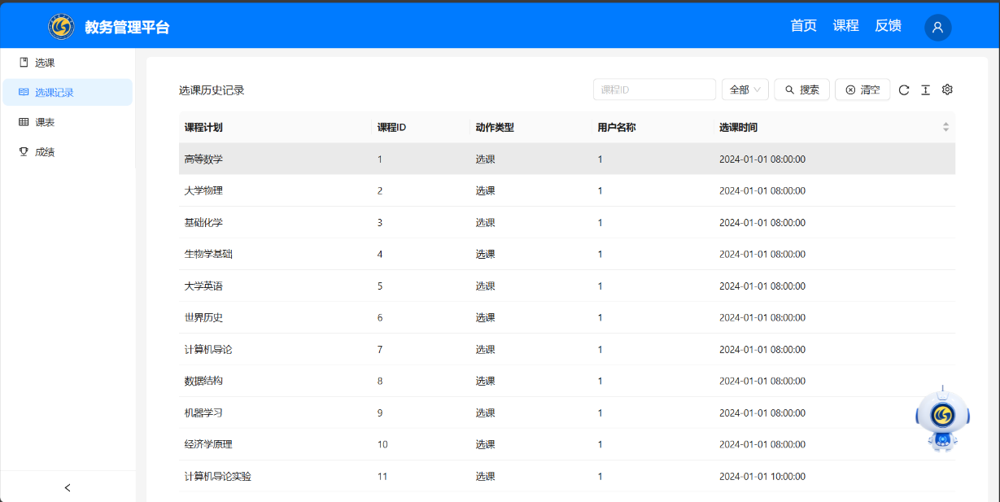 教务管理平台
首页 课程 反馈
选课
选课记录
课表
成绩
选课历史记录 课程ID 全部 搜索 清空
课程计划 课程ID 动作类型 用户名称 选课时间
高等数学 1 选课 1 2024-01-01 08:00:00
大学物理 2 选课 1 2024-01-01 08:00:00
基础化学 3 选课 1 2024-01-01 08:00:00
生物学基础 4 选课 1 2024-01-01 08:00:00
大学英语 5 选课 1 2024-01-01 08:00:00
世界历史 6 选课 1 2024-01-01 08:00:00
计算机导论 7 选课 1 2024-01-01 08:00:00
数据结构 8 选课 1 2024-01-01 08:00:00
机器学习 9 选课 1 2024-01-01 08:00:00
经济学原理 10 选课 1 2024-01-01 08:00:00
计算机导论实验 11 选课 1 2024-01-01 10:00:00